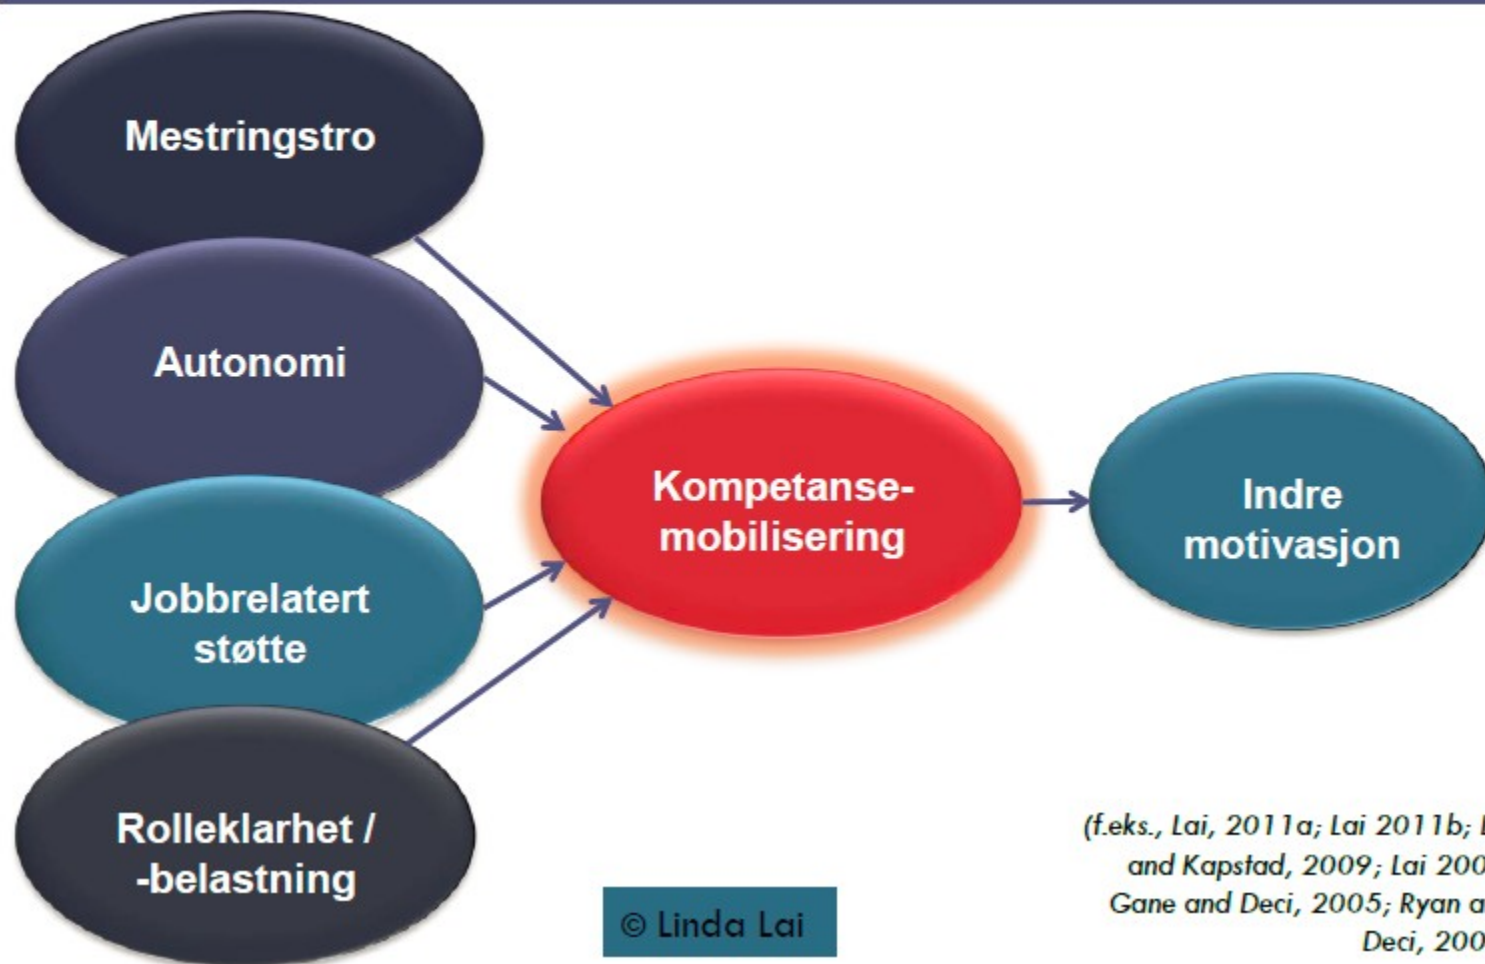 Mestringstro
Autonomi
Jobbrelatert
støtte
Rolleklarhet /
-belastning
Kompetanse-
mobilisering
Indre
motivasjon
© Linda Lai
(f.eks., Lai, 2011a; Lai 2011b;
and Kapstad, 2009; Lai
Gane and Deci, 2005; Ryan
Deci,